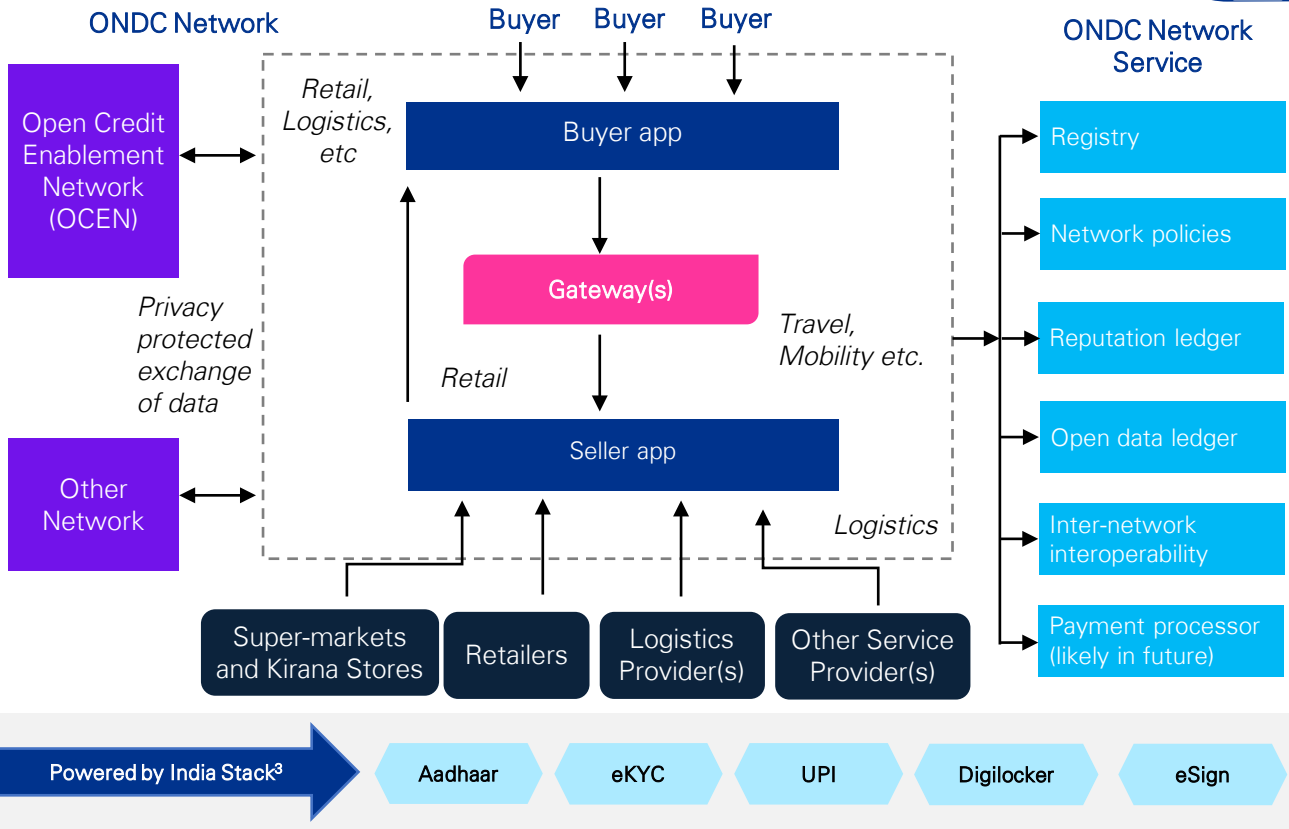 ONDC Network
Buyer
Buyer
Buyer
ONDC Network
Service
Open Credit
Enablement
Network
(OCEN)
Retail,
Logistics,
etc
Buyer app
Gateway(s)
Privacy
protected
exchange
of data
Travel,
Mobility etc.
Retail
Seller app
Other
Network
Logistics
Super-markets
and Kirana Stores
Retailers
Logistics
Provider(s)
Other Service
Provider(s)
Registry
Network policies
Reputation ledger
Open data ledger
Inter-network
interoperability
Payment processor
(likely in future)
Powered by India Stack³
Aadhaar
eKYC
UPI
Digilocker
eSign